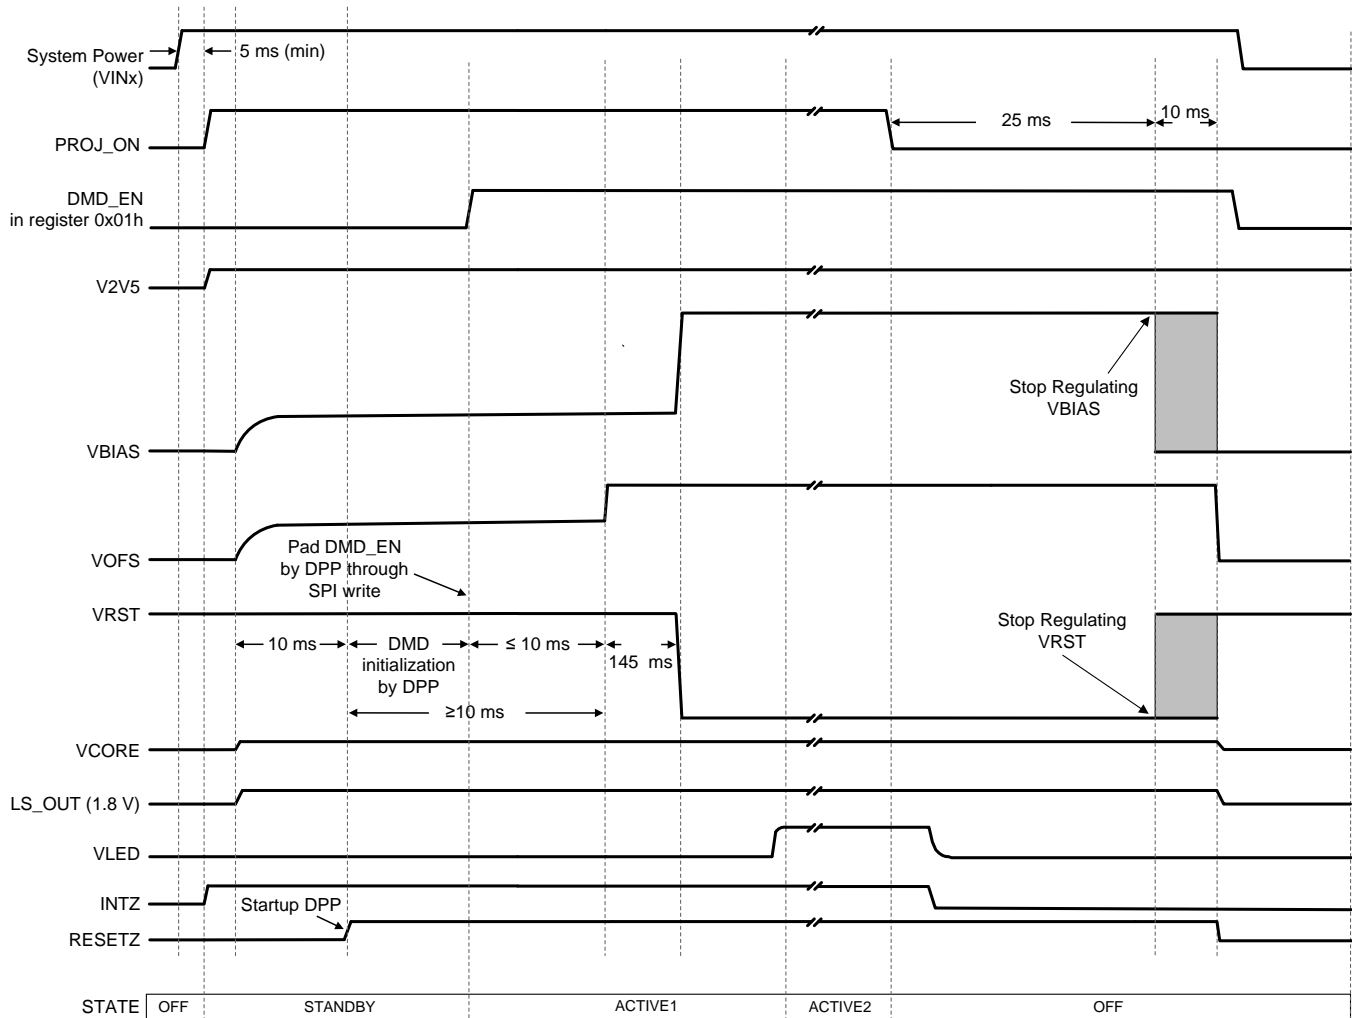 System Power
(VINx)
5 ms (min)
PROJ_ON
25 ms
10 ms
DMD_EN
in register 0x01h
V2V5
Stop Regulating
VBIAS
VBIAS
VOFS
Pad DMD_EN
by DPP through
SPI write
VRST
Stop Regulating
VRST
10 ms
DMD
initialization
by DPP
≤ 10 ms
145 ms
≥10 ms
VCORE
LS_OUT (1.8 V)
VLED
INTZ
Startup DPP
RESETZ
STATE
OFF
STANDBY
ACTIVE1
ACTIVE2
OFF